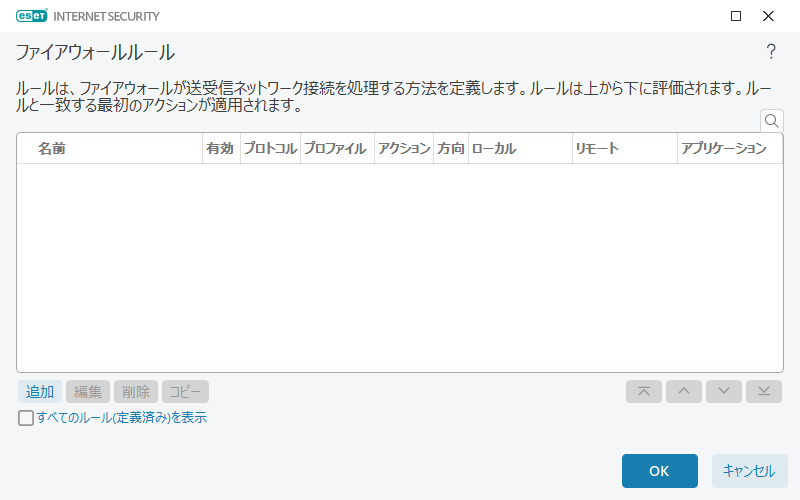 eset INTERNET SECURITY
ファイアウォールルール
?
ルールは、ファイアウォールが送受信ネットワーク接続を処理する方法を定義します。ルールは上から下に評価されます。ルー
ルと一致する最初のアクションが適用されます。
名前 有効 プロトコル プロファイル アクション 方向 ローカル リモート アプリケーション
追加 編集 削除 コピー
すべてのルール(定義済み)を表示
OK キャンセル